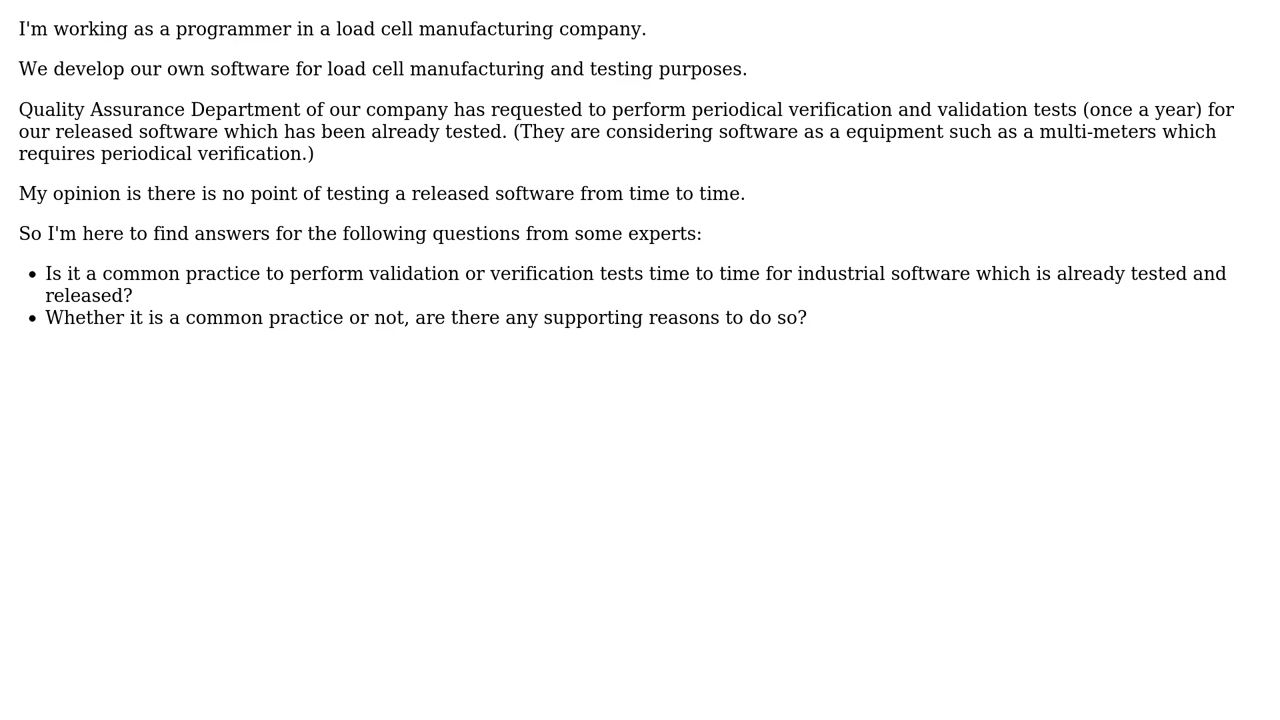 I'm working as a programmer in a load cell manufacturing company.
We develop our own software for load cell manufacturing and testing purposes.
Quality Assurance Department of our company has requested to perform periodical verification and validation tests (once a year) for
our released software which has been already tested. (They are considering software as a equipment such as a multi-meters which
requires periodical verification.)
My opinion is there is no point of testing a released software from time to time.
So I'm here to find answers for the following questions from some experts:
• Is it a common practice to perform validation or verification tests time to time for industrial software which is already tested and
released?
• Whether it is a common practice or not, are there any supporting reasons to do so?